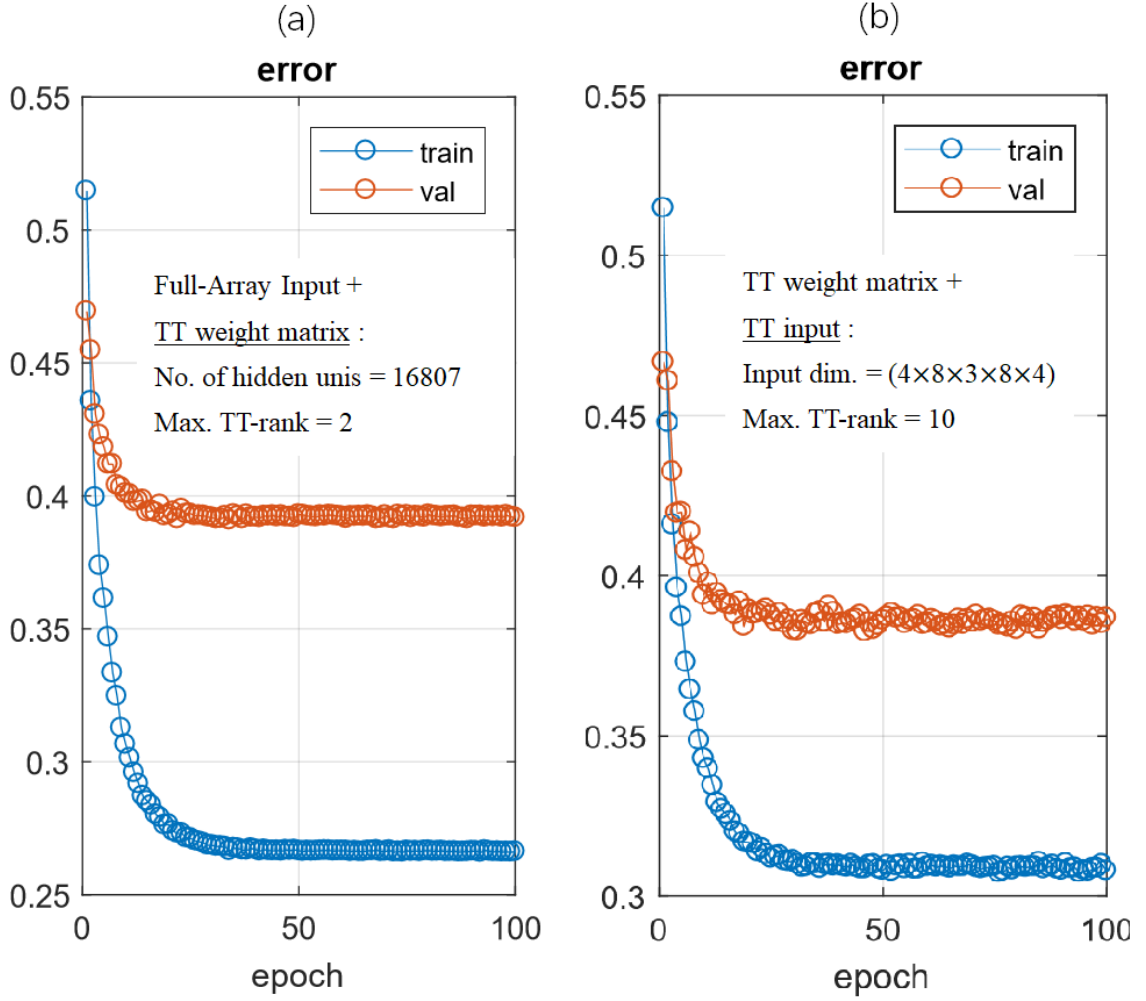 (a)
error
0.55
0.5
0.45
0.4
0.35
0.3
0.25
0
50
100
epoch
train
val
Full-Array Input +
TT weight matrix :
No. of hidden unis = 16807
Max. TT-rank = 2
(b)
error
0.55
0.5
0.45
0.4
0.35
0.3
0
50
100
epoch
train
val
TT weight matrix +
TT input :
Input dim. = (4×8×3×8×4)
Max. TT-rank = 10